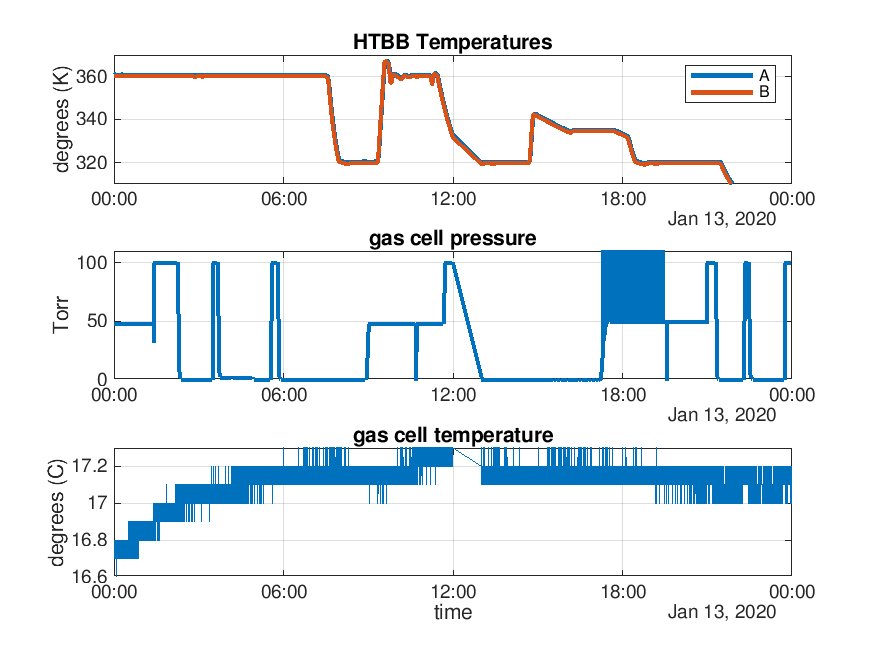 HTBB Temperatures
degrees (K)
360
340
320
A
B
00:00 06:00 12:00 18:00 00:00
Jan 13, 2020
gas cell pressure
Torr
100
50
0
00:00 06:00 12:00 18:00 00:00
Jan 13, 2020
gas cell temperature
degrees (C)
17.2
17
16.8
16.6
00:00 06:00 12:00 18:00 00:00
time
Jan 13, 2020